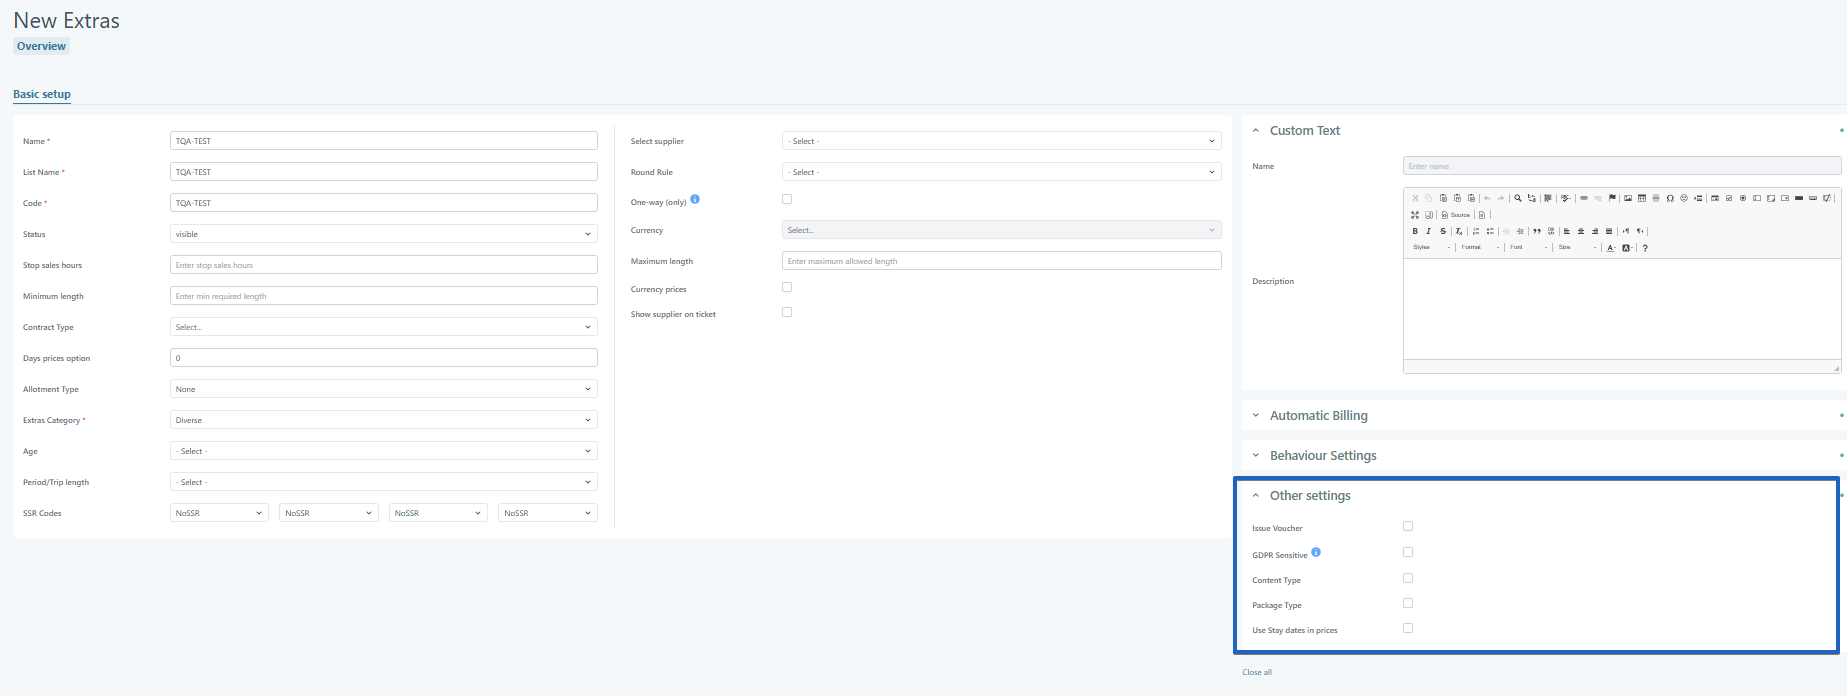 New Extras
Overview
Basic setup
Name *
TQA-TEST
List Name *
TQA-TEST
Code *
TQA-TEST
Status
visible
Stop sales hours
Enter stop sales hours
Minimum length
Enter min required length
Contract Type
Select...
Days prices option
0
Allotment Type
None
Extras Category *
Diverse
Age
- Select -
Period/Trip length
- Select -
SSR Codes
NoSSR NoSSR NoSSR NoSSR
Select supplier
- Select -
Round Rule
- Select -
One-way (only)
Currency
Select...
Maximum length
Enter maximum allowed length
Currency prices
Show supplier on ticket
Custom Text
Name
Enter name
Source
Styles Format Font Size
Description
Automatic Billing
Behaviour Settings
Other settings
Issue Voucher
GDPR Sensitive
Content Type
Package Type
Use Stay dates in prices
Close all